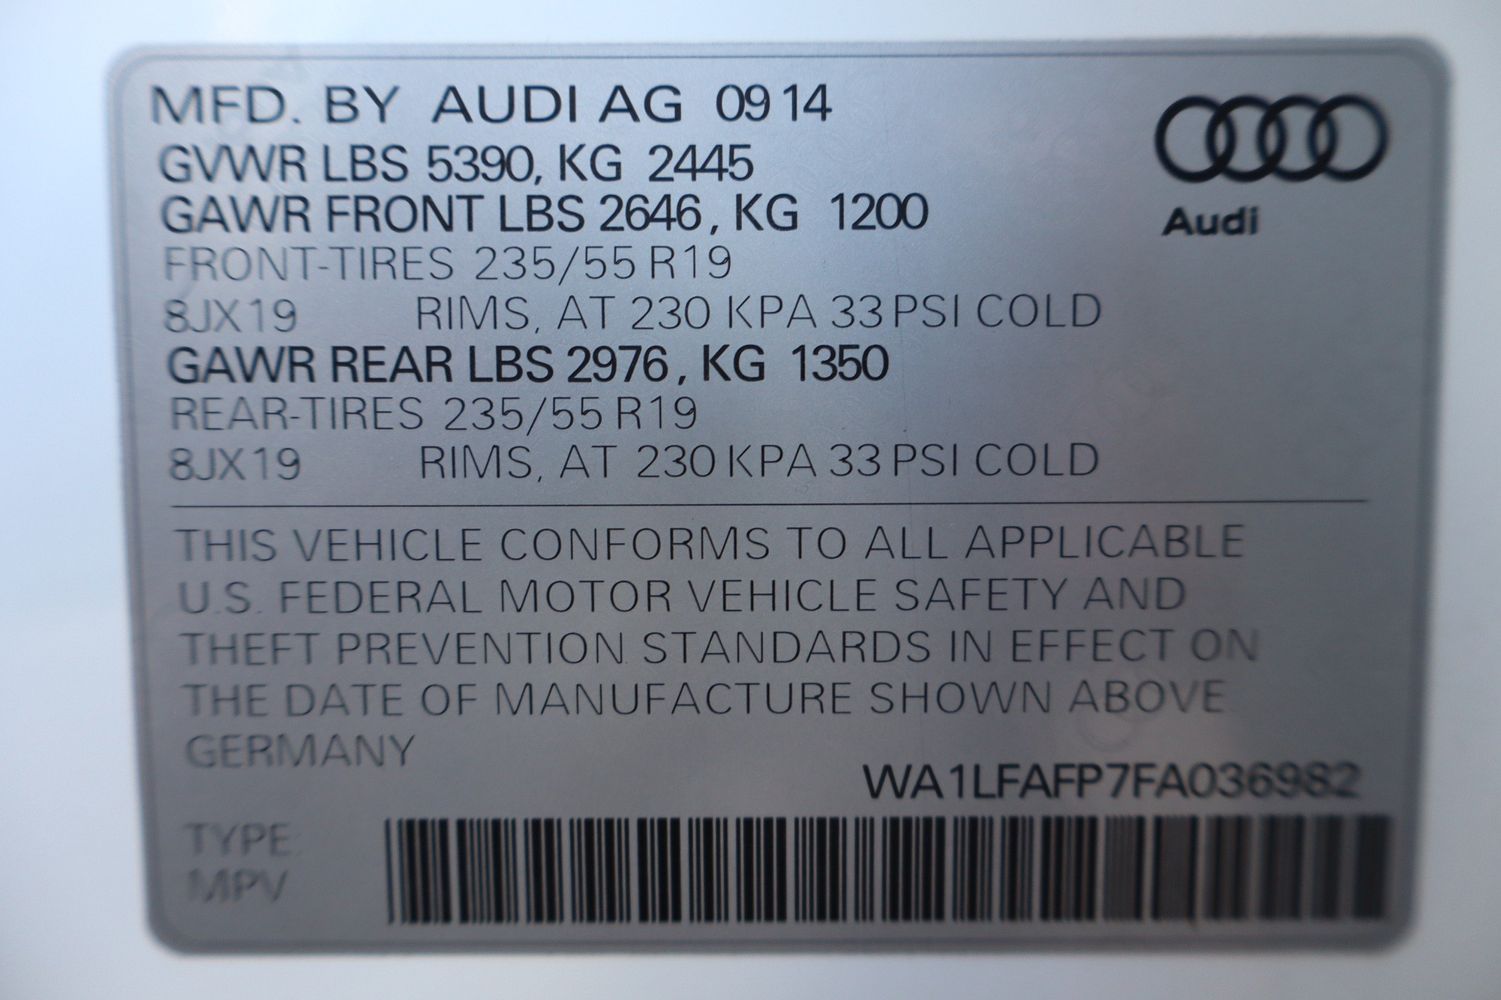 MFD. BY AUDI AG 0914
GVWR LBS 5390, KG 2445
GAWR FRONT LBS 2646, KG 1200
FRONT-TIRES 235/55 R19
8JX19 RIMS, AT 230 KPA 33 PSI COLD
GAWR REAR LBS 2976, KG 1350
REAR-TIRES 235/55 R19
8JX19 RIMS, AT 230 KPA 33 PSI COLD
Audi
THIS VEHICLE CONFORMS TO ALL APPLICABLE
U.S. FEDERAL MOTOR VEHICLE SAFETY AND
THEFT PREVENTION STANDARDS IN EFFECT ON
THE DATE OF MANUFACTURE SHOWN ABOVE
GERMANY
WA1LFAFP7FA036982
TYPE:
MPV